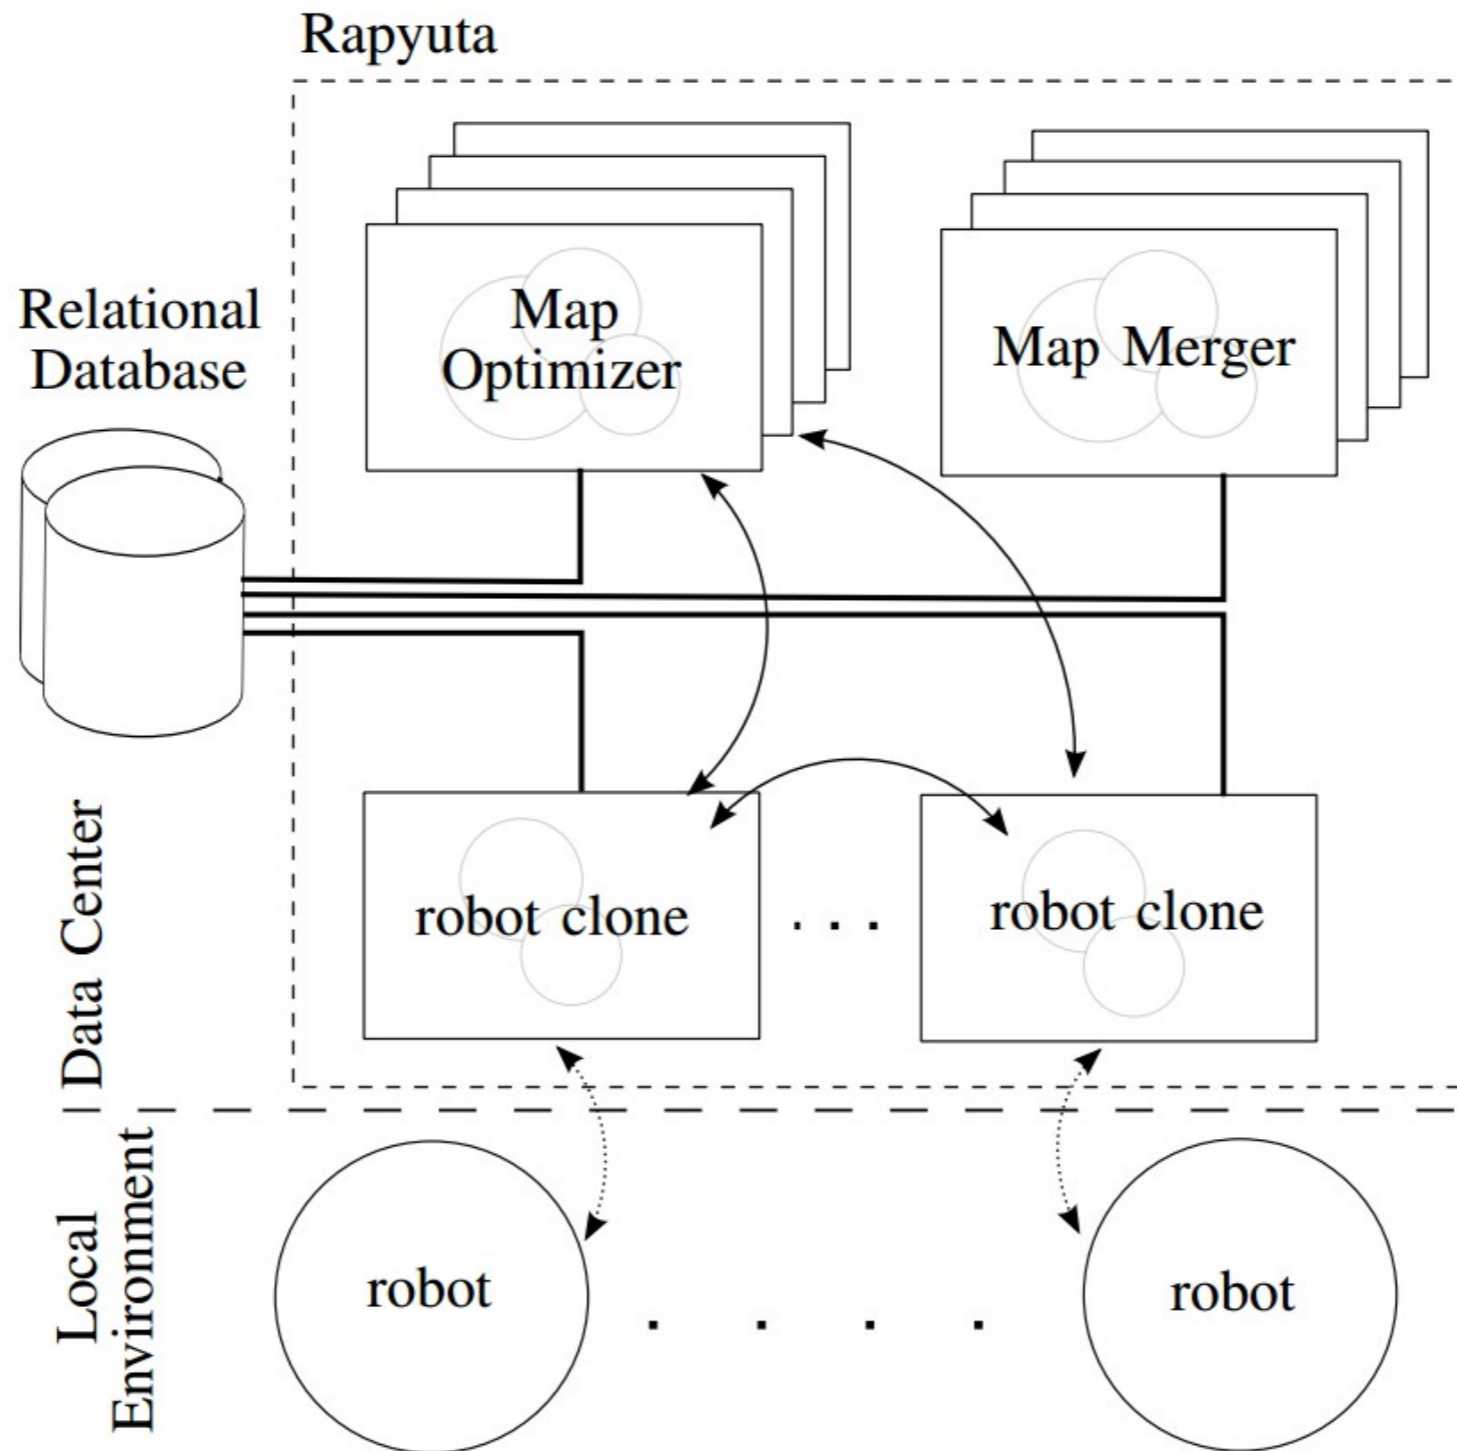 Rapyuta
Relational
Database
Map
Optimizer
Map Merger
robot clone
. . .
robot clone
Data Center
Local
Environment
robot
. . . .
robot